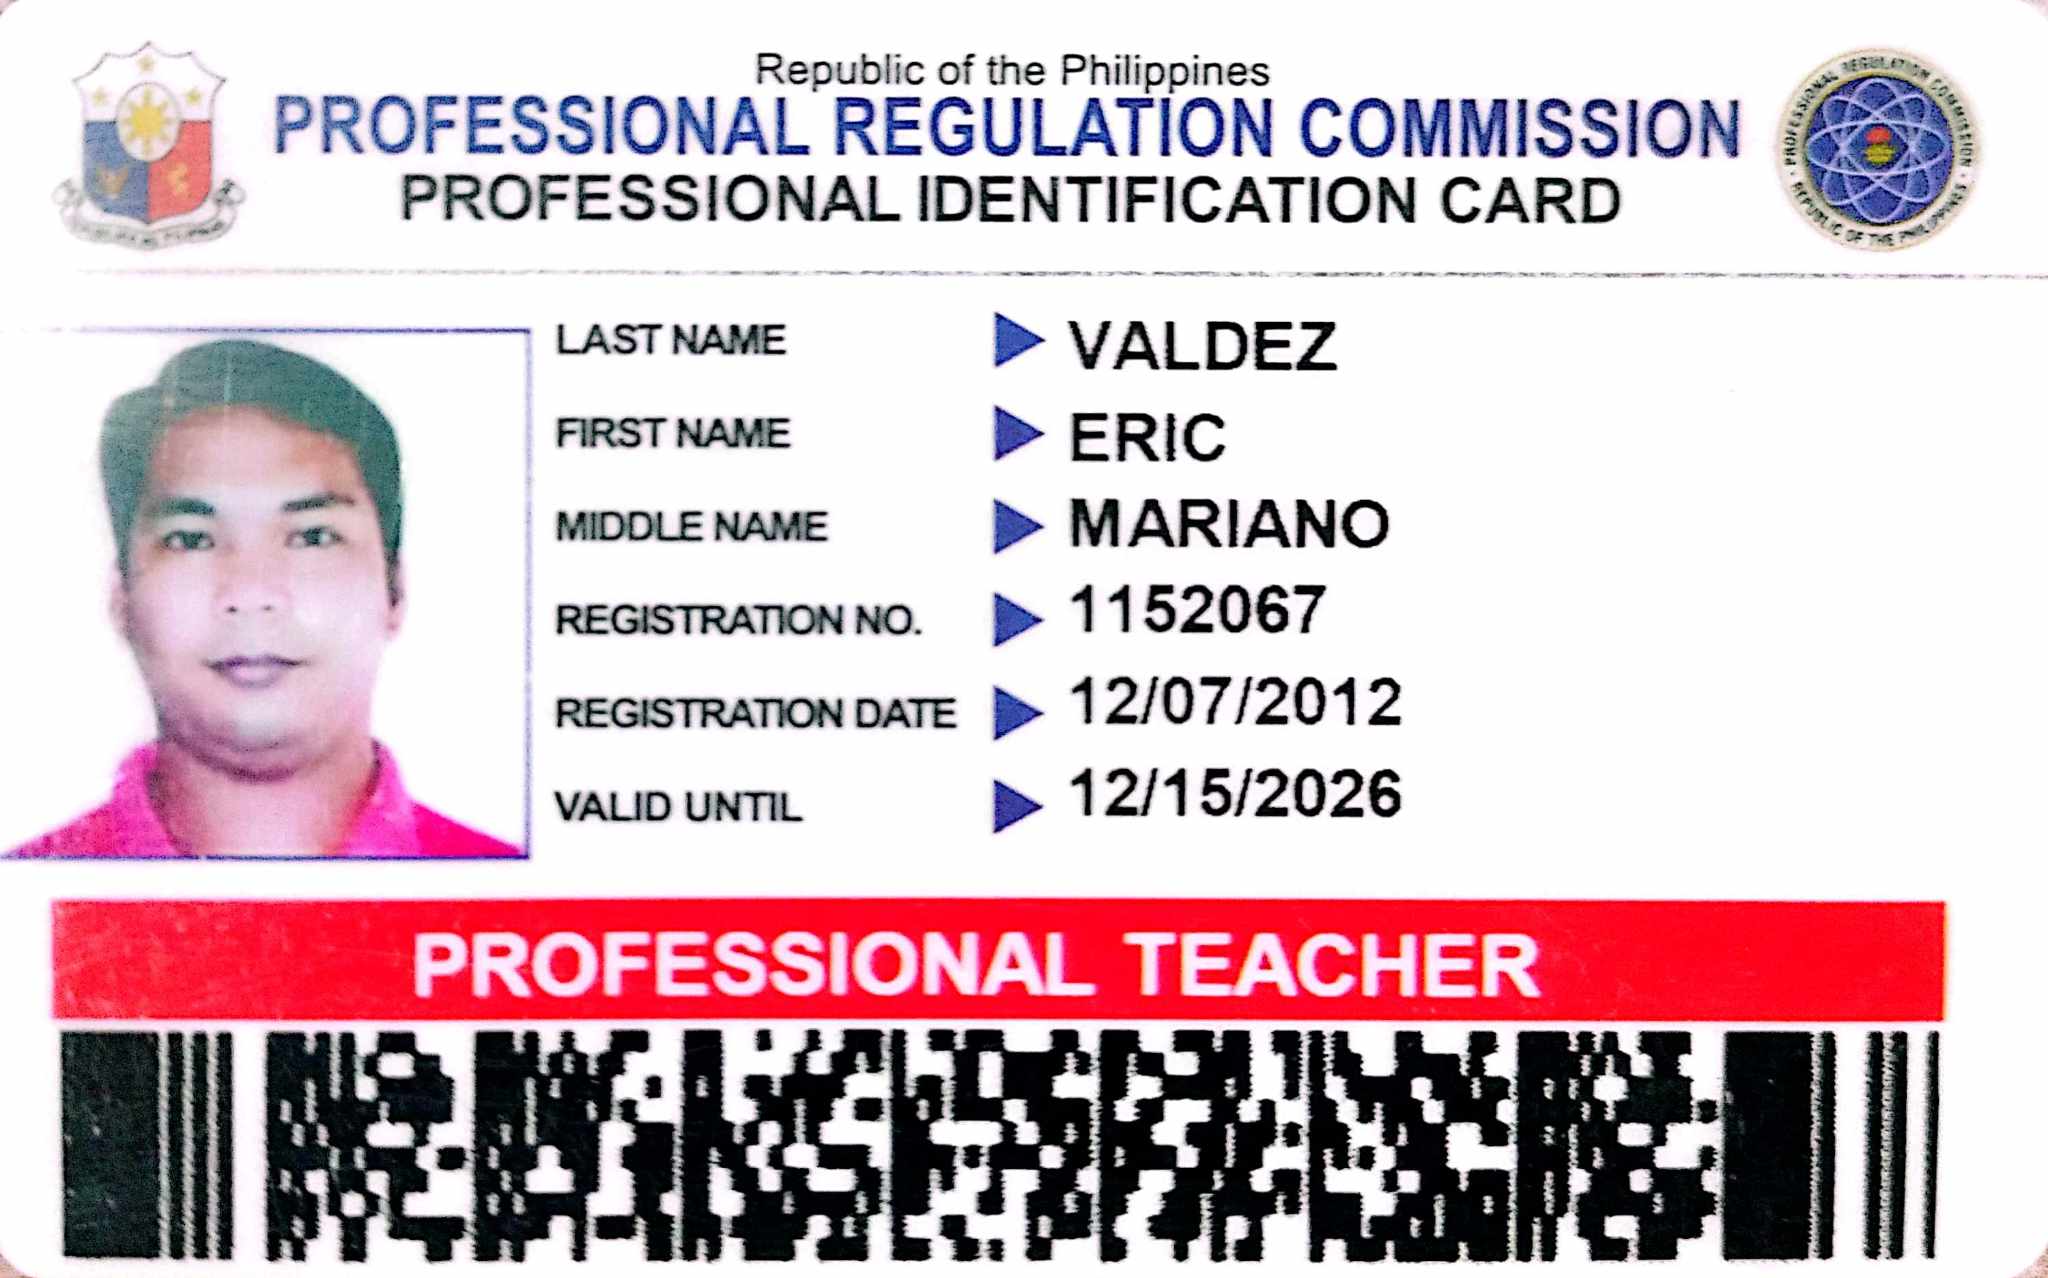 Republic of the Philippines
PROFESSIONAL REGULATION COMMISSION
PROFESSIONAL IDENTIFICATION CARD
PROFESSIONAL REGULATION COMMISSION
REPUBLIC OF THE PHILIPPINES
LAST NAME VALDEZ
FIRST NAME ERIC
MIDDLE NAME MARIANO
REGISTRATION NO. 1152067
REGISTRATION DATE 12/07/2012
VALID UNTIL 12/15/2026
PROFESSIONAL TEACHER